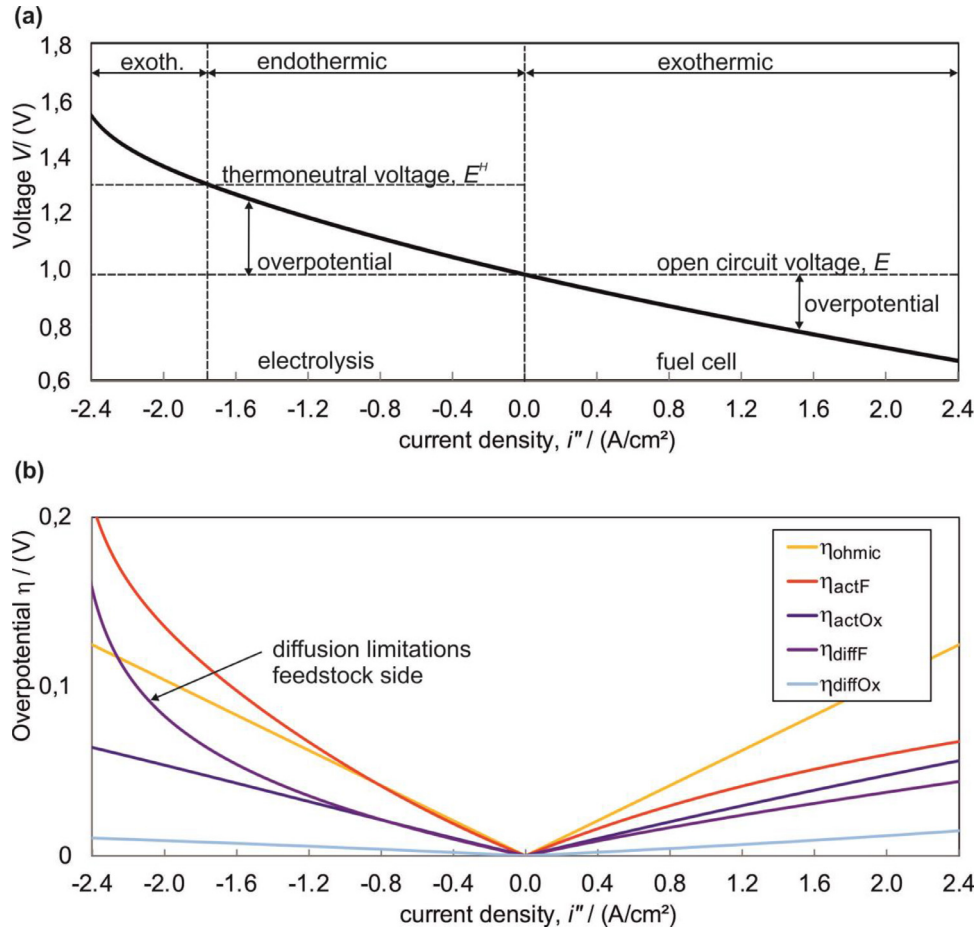 (a)
1,8
exoth. endothermic exothermic
1,6
1,4
thermoneutral voltage, E^H
1,2
overpotential open circuit voltage, E
1,0
overpotential
0,8
electrolysis fuel cell
0,6
Voltage V/ (V)
-2.4 -2.0 -1.6 -1.2 -0.8 -0.4 0.0 0.4 0.8 1.2 1.6 2.0 2.4
current density, i″ / (A/cm²)
(b)
0,2
ηohmic
ηactF
ηactOx
ηdiffF
ηdiffOx
diffusion limitations
feedstock side
0,1
0
Overpotential η / (V)
-2.4 -2.0 -1.6 -1.2 -0.8 -0.4 0.0 0.4 0.8 1.2 1.6 2.0 2.4
current density, i″ / (A/cm²)